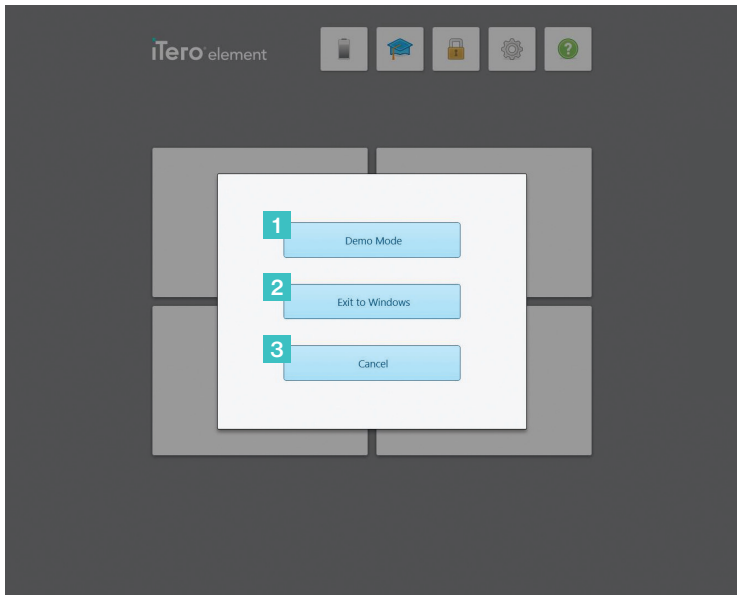 iTero element
?
1
Demo Mode
2
Exit to Windows
3
Cancel